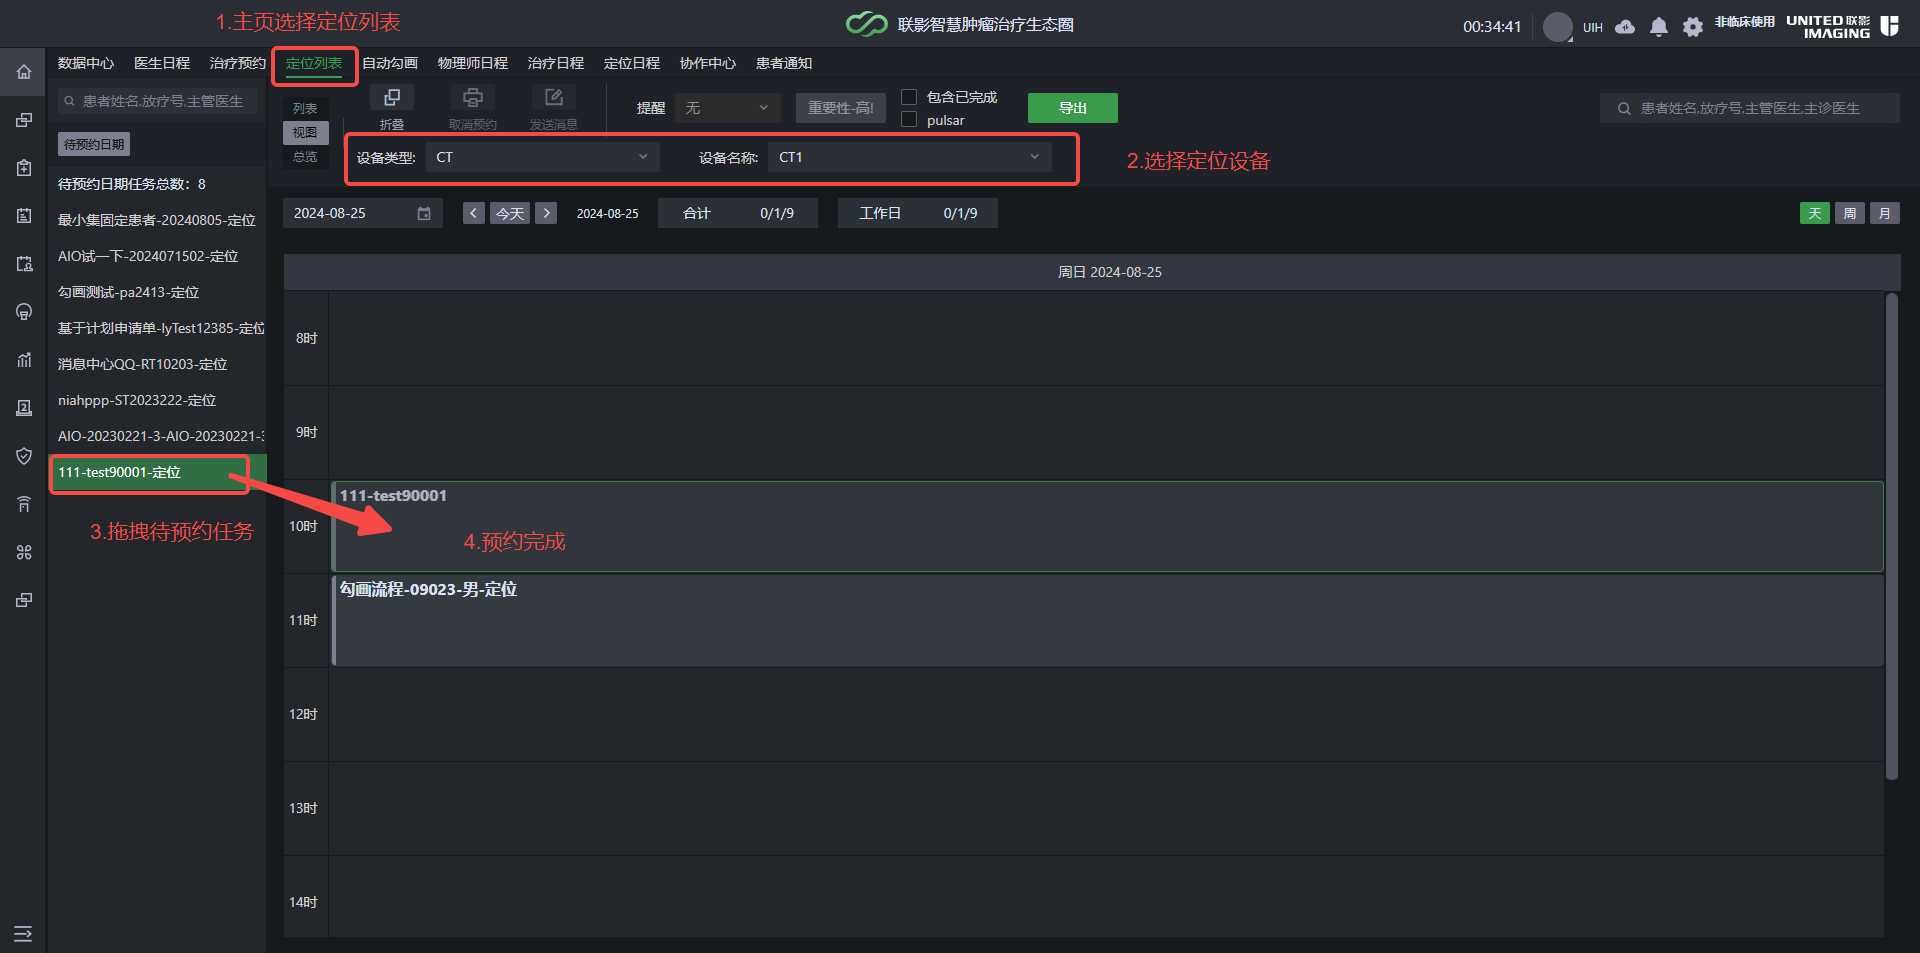 1.主页选择定位列表
联影智慧肿瘤治疗生态圈
00:34:41
UIH
非临床使用
UNITED 联影
IMAGING
数据中心 医生日程 治疗预约 定位列表 自动勾画 物理师日程 治疗日程 定位日程 协作中心 患者通知
患者姓名,放疗号,主管医生
待预约日期
待预约日期任务总数：8
最小集固定患者-20240805-定位
AIO试一下-2024071502-定位
勾画测试-pa2413-定位
基于计划申请单-lyTest12385-定位
消息中心QQ-RT10203-定位
niahppp-ST2023222-定位
AIO-20230221-3-AIO-20230221-3
111-test90001-定位
3.拖拽待预约任务
列表
视图
总览
折叠
取消预约
发送消息
提醒 无
重要性-高!
包含已完成
pulsar
导出
患者姓名,放疗号,主管医生,主诊医生
设备类型: CT
设备名称: CT1
2.选择定位设备
2024-08-25
今天
2024-08-25
合计 0/1/9
工作日 0/1/9
天 周 月
周日 2024-08-25
8时
9时
10时
111-test90001
4.预约完成
11时
勾画流程-09023-男-定位
12时
13时
14时